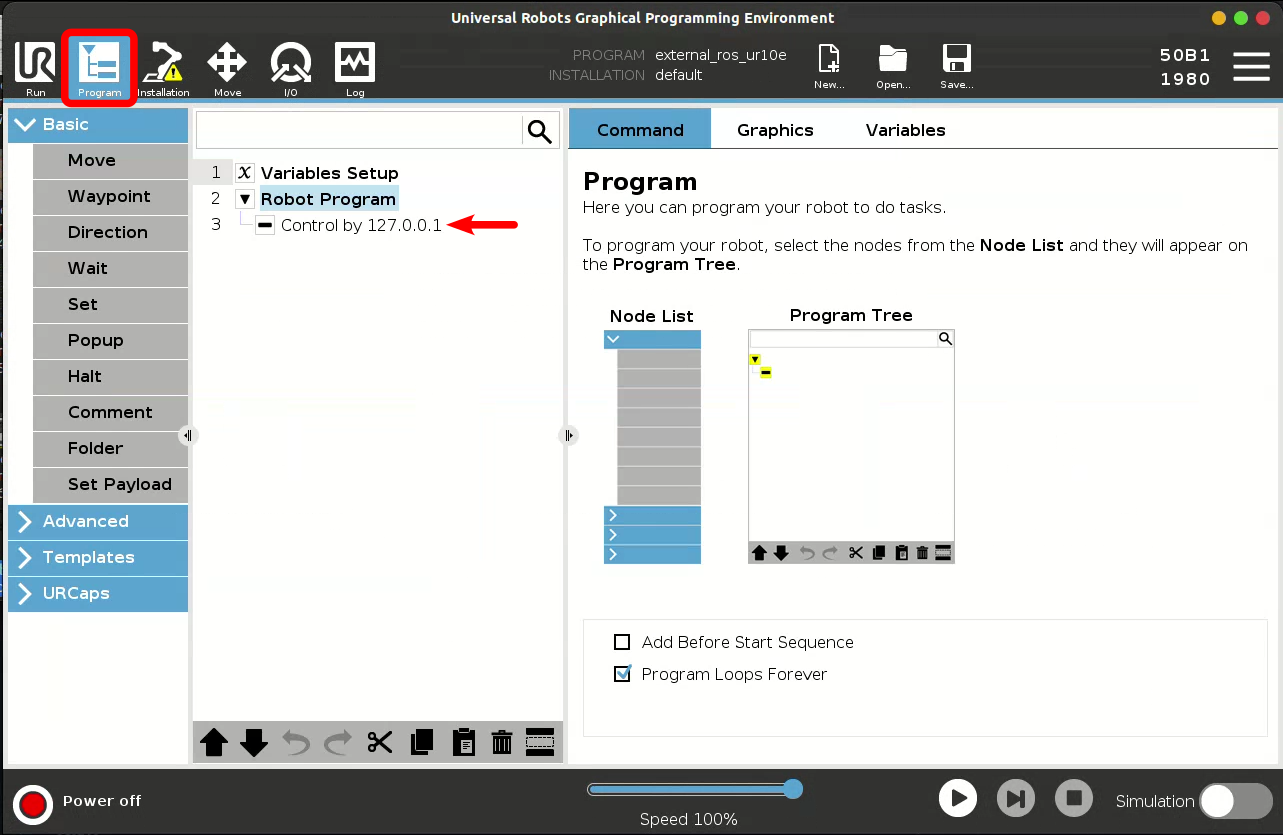 Universal Robots Graphical Programming Environment
Run
Program
Installation
Move
I/O
Log
PROGRAM external_ros_ur10e
INSTALLATION default
New...
Open...
Save...
50B1
1980
Basic
Move
Waypoint
Direction
Wait
Set
Popup
Halt
Comment
Folder
Set Payload
Advanced
Templates
URCaps
1 X Variables Setup
2 Robot Program
3 Control by 127.0.0.1
Command Graphics Variables
Program
Here you can program your robot to do tasks.
To program your robot, select the nodes from the Node List and they will appear on
the Program Tree.
Node List
Program Tree
Add Before Start Sequence
Program Loops Forever
Power off
Speed 100%
Simulation